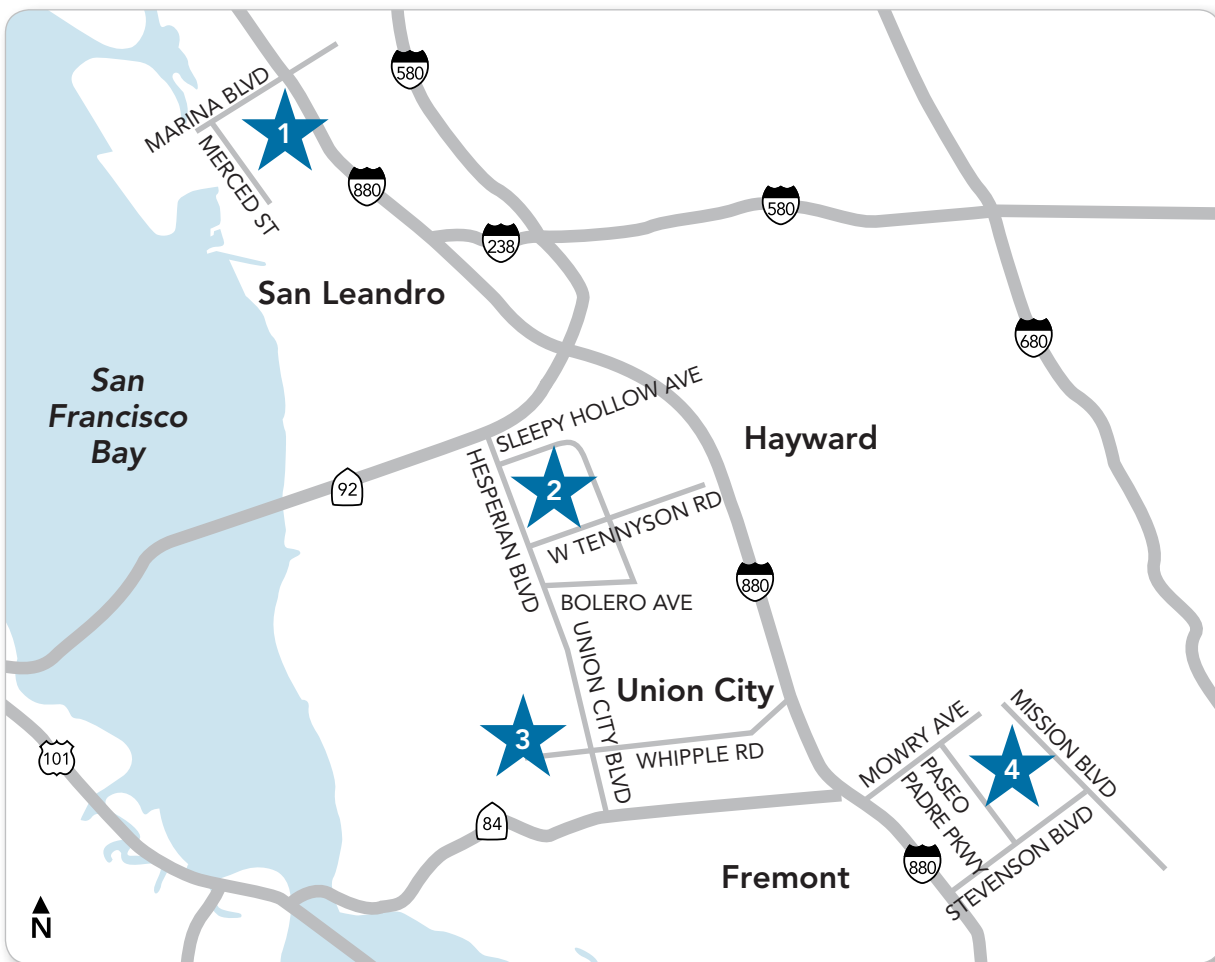 580
MARINA BLVD
1
MERCED ST
880
580
238
San Leandro
680
San
Francisco
Bay
SLEEPY HOLLOW AVE
Hayward
HESPERIAN BLVD
92
2
W TENNYSON RD
880
BOLERO AVE
UNION CITY BLVD
Union City
3
WHIPPLE RD
MOWRY AVE
MISSION BLVD
101
4
PASEO
PADRE PKWY
84
STEVENSON BLVD
Fremont
880
N